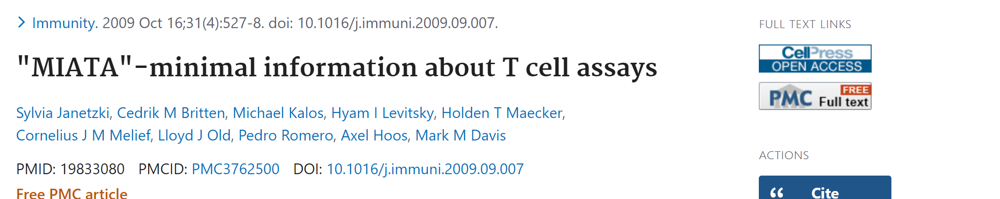 > Immunity. 2009 Oct 16;31(4):527-8. doi: 10.1016/j.immuni.2009.09.007.
"MIATA"-minimal information about T cell assays
Sylvia Janetzki, Cedrik M Britten, Michael Kalos, Hyam I Levitsky, Holden T Maecker,
Cornelius J M Melief, Lloyd J Old, Pedro Romero, Axel Hoos, Mark M Davis
PMID: 19833080 PMCID: PMC3762500 DOI: 10.1016/j.immuni.2009.09.007
Free PMC article
FULL TEXT LINKS
CellPress
OPEN ACCESS
FREE
PMC Full text
ACTIONS
“ Cite